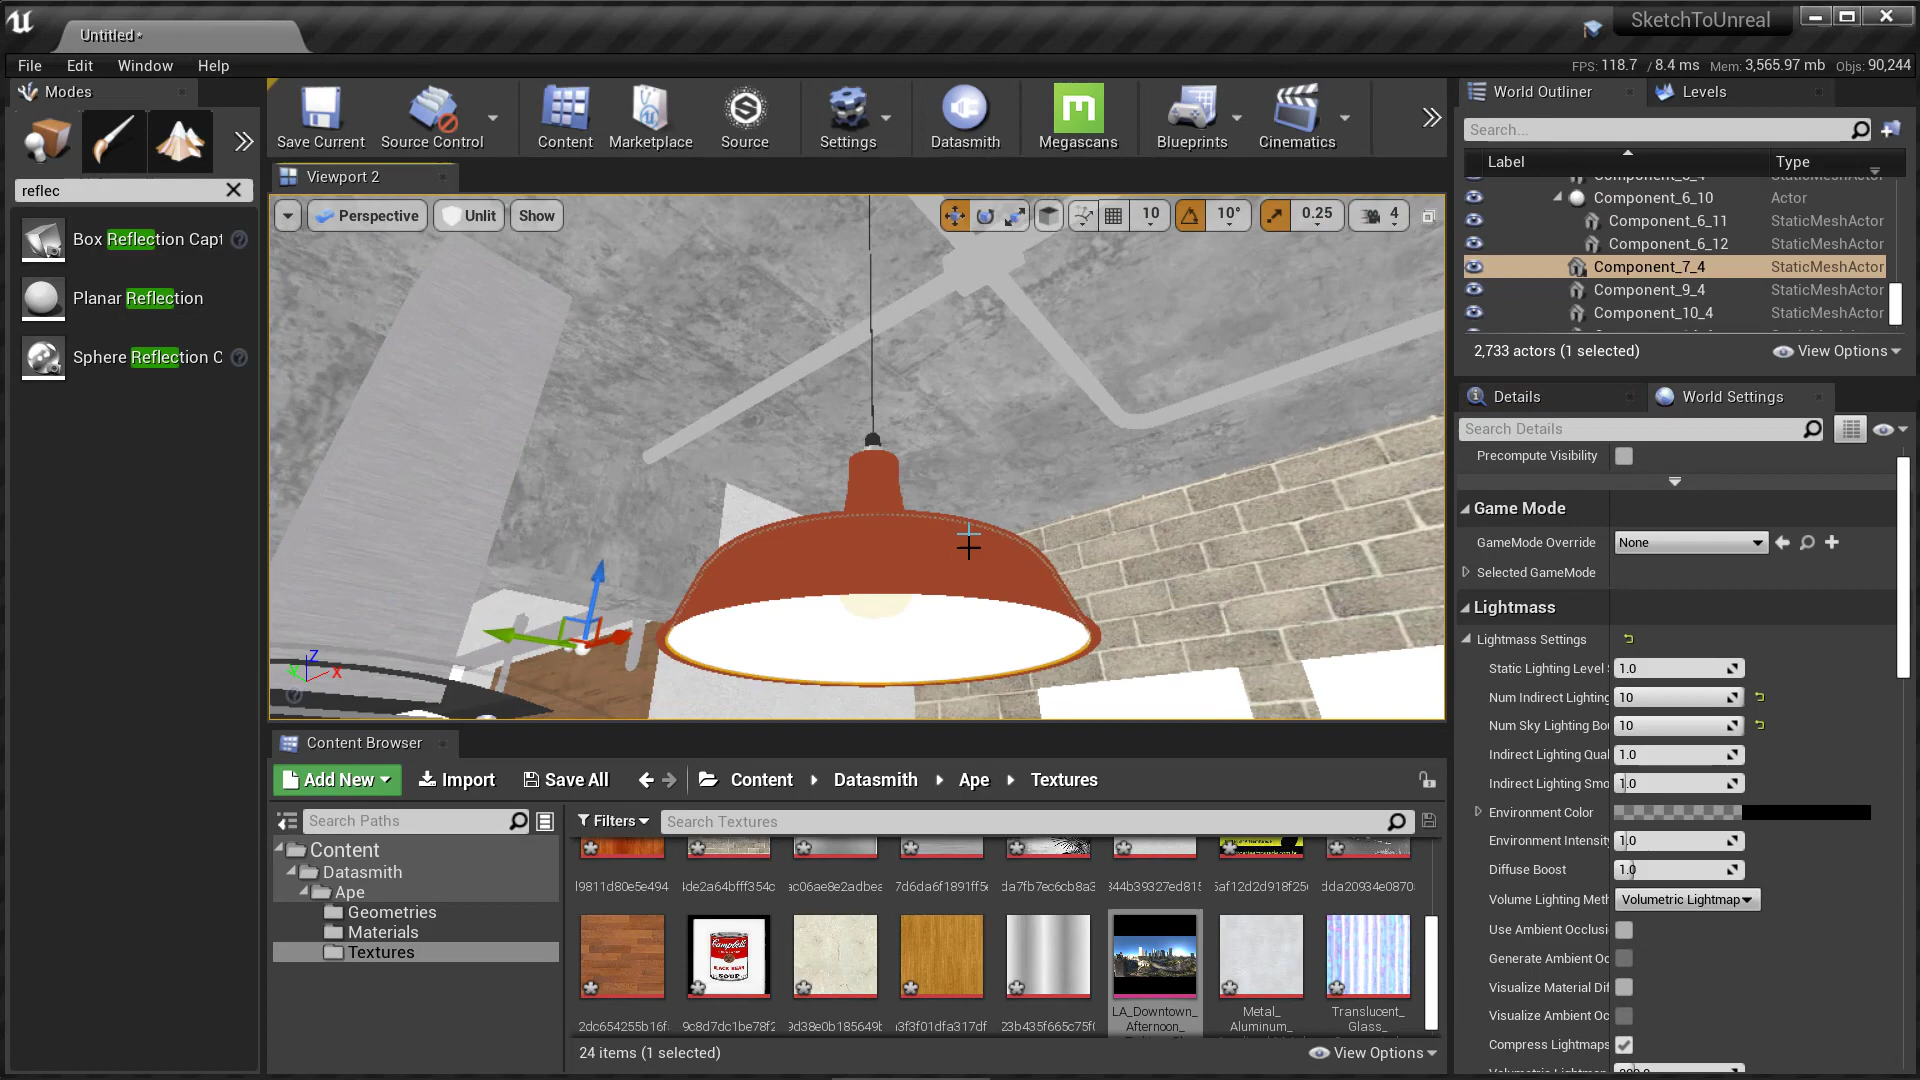 Untitled*
SketchToUnreal
File Edit Window Help
FPS: 118.7 / 8.4 ms Mem: 3,565.97 mb Objs: 90,244
Modes
reflec
Box Reflection Capt
Planar Reflection
Sphere Reflection C
Save Current
Source Control
Content
Marketplace
Source
Settings
Datasmith
Megascans
Blueprints
Cinematics
Viewport 2
Perspective
Unlit
Show
10
10°
0.25
4
Z
X
World Outliner
Levels
Search...
Label
Type
Component_6_10 Actor
Component_6_11 StaticMeshActor
Component_6_12 StaticMeshActor
Component_7_4 StaticMeshActor
Component_9_4 StaticMeshActor
Component_10_4 StaticMeshActor
2,733 actors (1 selected)
View Options
Details
World Settings
Search Details
Precompute Visibility
Game Mode
GameMode Override None
Selected GameMode
Lightmass
Lightmass Settings
Static Lighting Level 1.0
Num Indirect Lighting 10
Num Sky Lighting Bo 10
Indirect Lighting Qual 1.0
Indirect Lighting Smo 1.0
Environment Color
Environment Intensity 1.0
Diffuse Boost 1.0
Volume Lighting Meth Volumetric Lightmap
Use Ambient Occlusi
Generate Ambient Oc
Visualize Material Dif
Visualize Ambient Oc
Compress Lightmaps
Content Browser
Add New
Import
Save All
Content
Datasmith
Ape
Textures
Search Paths
Filters
Search Textures
Content
Datasmith
Ape
Geometries
Materials
Textures
LA_Downtown_
Afternoon_
Metal_
Aluminum_
Translucent_
Glass_
24 items (1 selected)
View Options